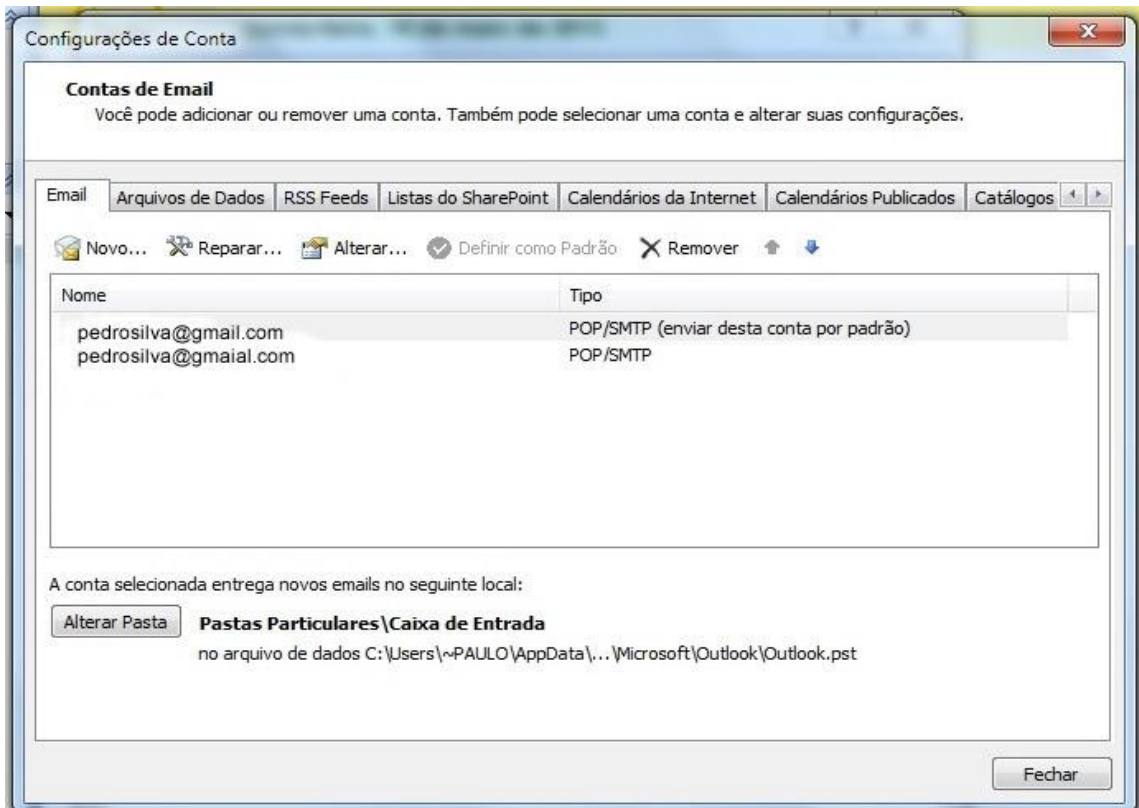 Configurações de Conta
Contas de Email
Você pode adicionar ou remover uma conta. Também pode selecionar uma conta e alterar suas configurações.
Email Arquivos de Dados RSS Feeds Listas do SharePoint Calendários da Internet Calendários Publicados Catálogos
Novo... Reparar... Alterar... Definir como Padrão Remover
Nome Tipo
pedrosilva@gmail.com POP/SMTP (enviar desta conta por padrão)
pedrosilva@gmaial.com POP/SMTP
A conta selecionada entrega novos emails no seguinte local:
Alterar Pasta Pastas Particulares\Caixa de Entrada
no arquivo de dados C:\Users\~PAULO\AppData\...\Microsoft\Outlook\Outlook.pst
Fechar